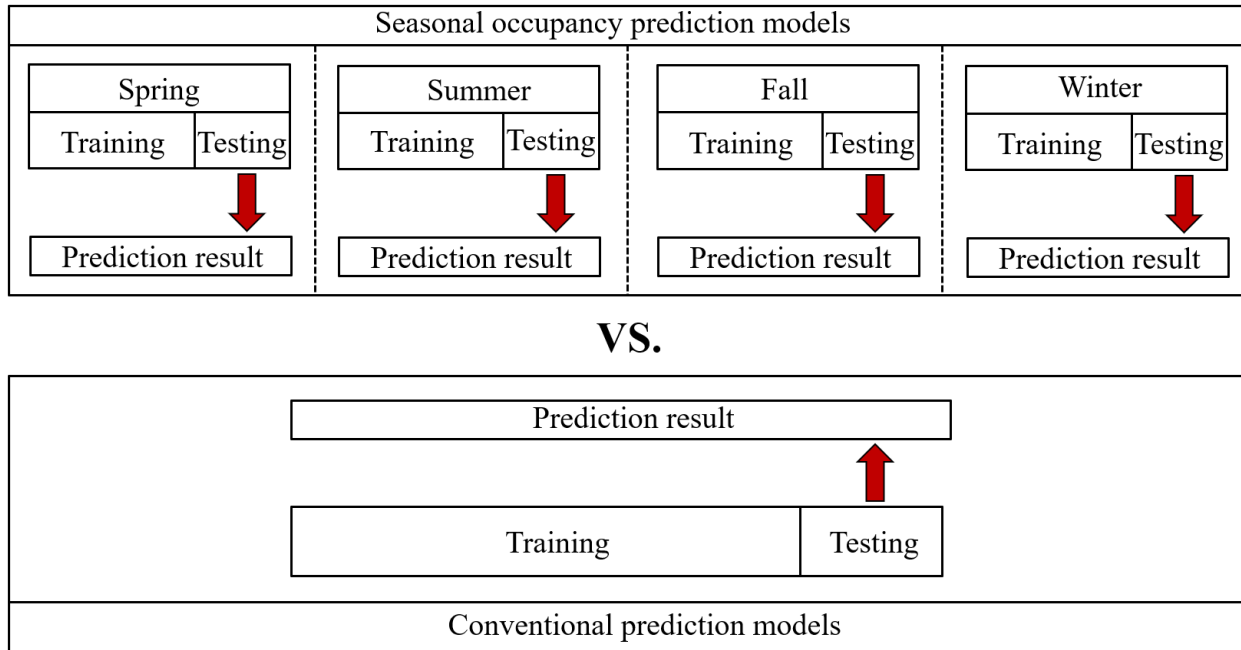 Seasonal occupancy prediction models
Spring
Summer
Fall
Winter
Training Testing
Training Testing
Training Testing
Training Testing
Prediction result
Prediction result
Prediction result
Prediction result
VS.
Prediction result
Training Testing
Conventional prediction models